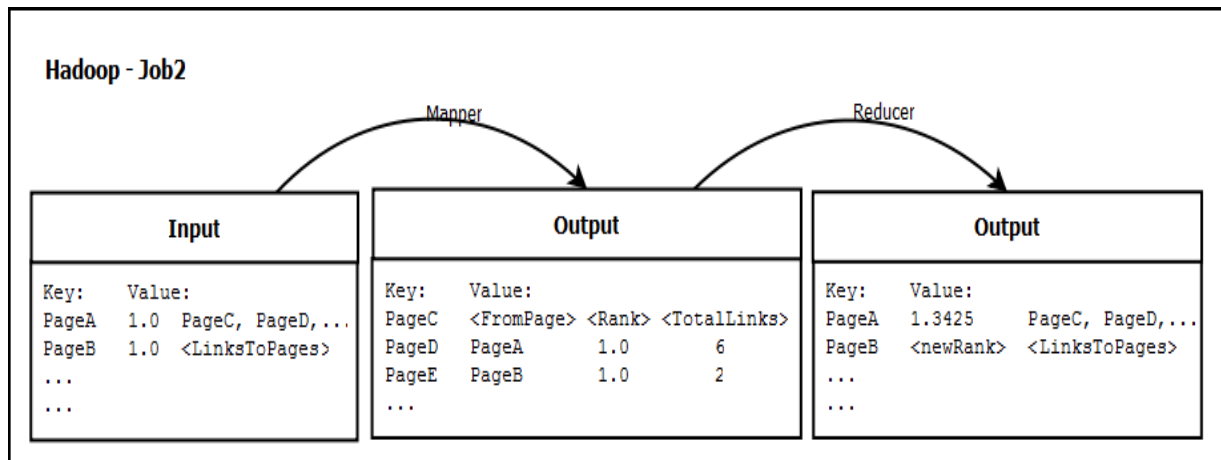 Hadoop - Job2
Mapper
Reducer
Input
Key: Value:
PageA 1.0 PageC, PageD,...
PageB 1.0 <LinksToPages>
...
...
Output
Key: Value:
PageC <FromPage> <Rank> <TotalLinks>
PageD PageA 1.0 6
PageE PageB 1.0 2
...
Output
Key: Value:
PageA 1.3425 PageC, PageD,...
PageB <newRank> <LinksToPages>
...
...